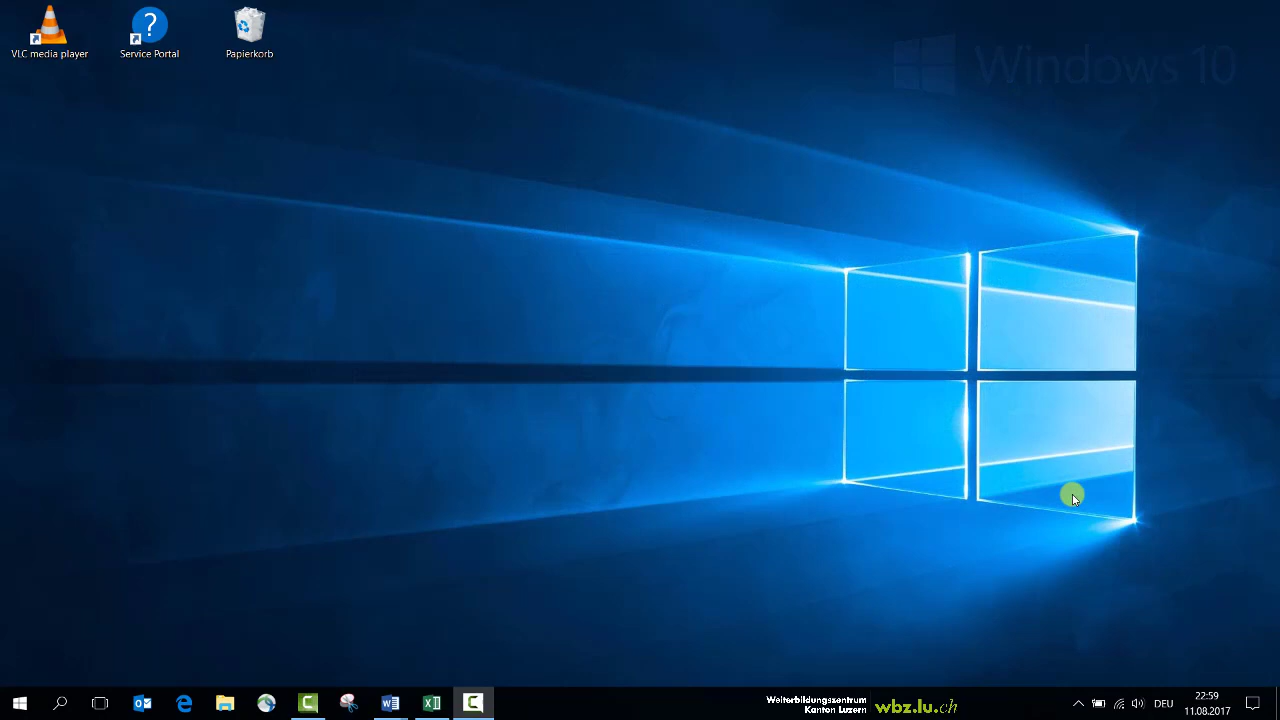 VLC media player
Service Portal
Papierkorb
Windows 10
Weiterbildungszentrum
Kanton Luzern
wbz.lu.ch
DEU
22:59
11.08.2017